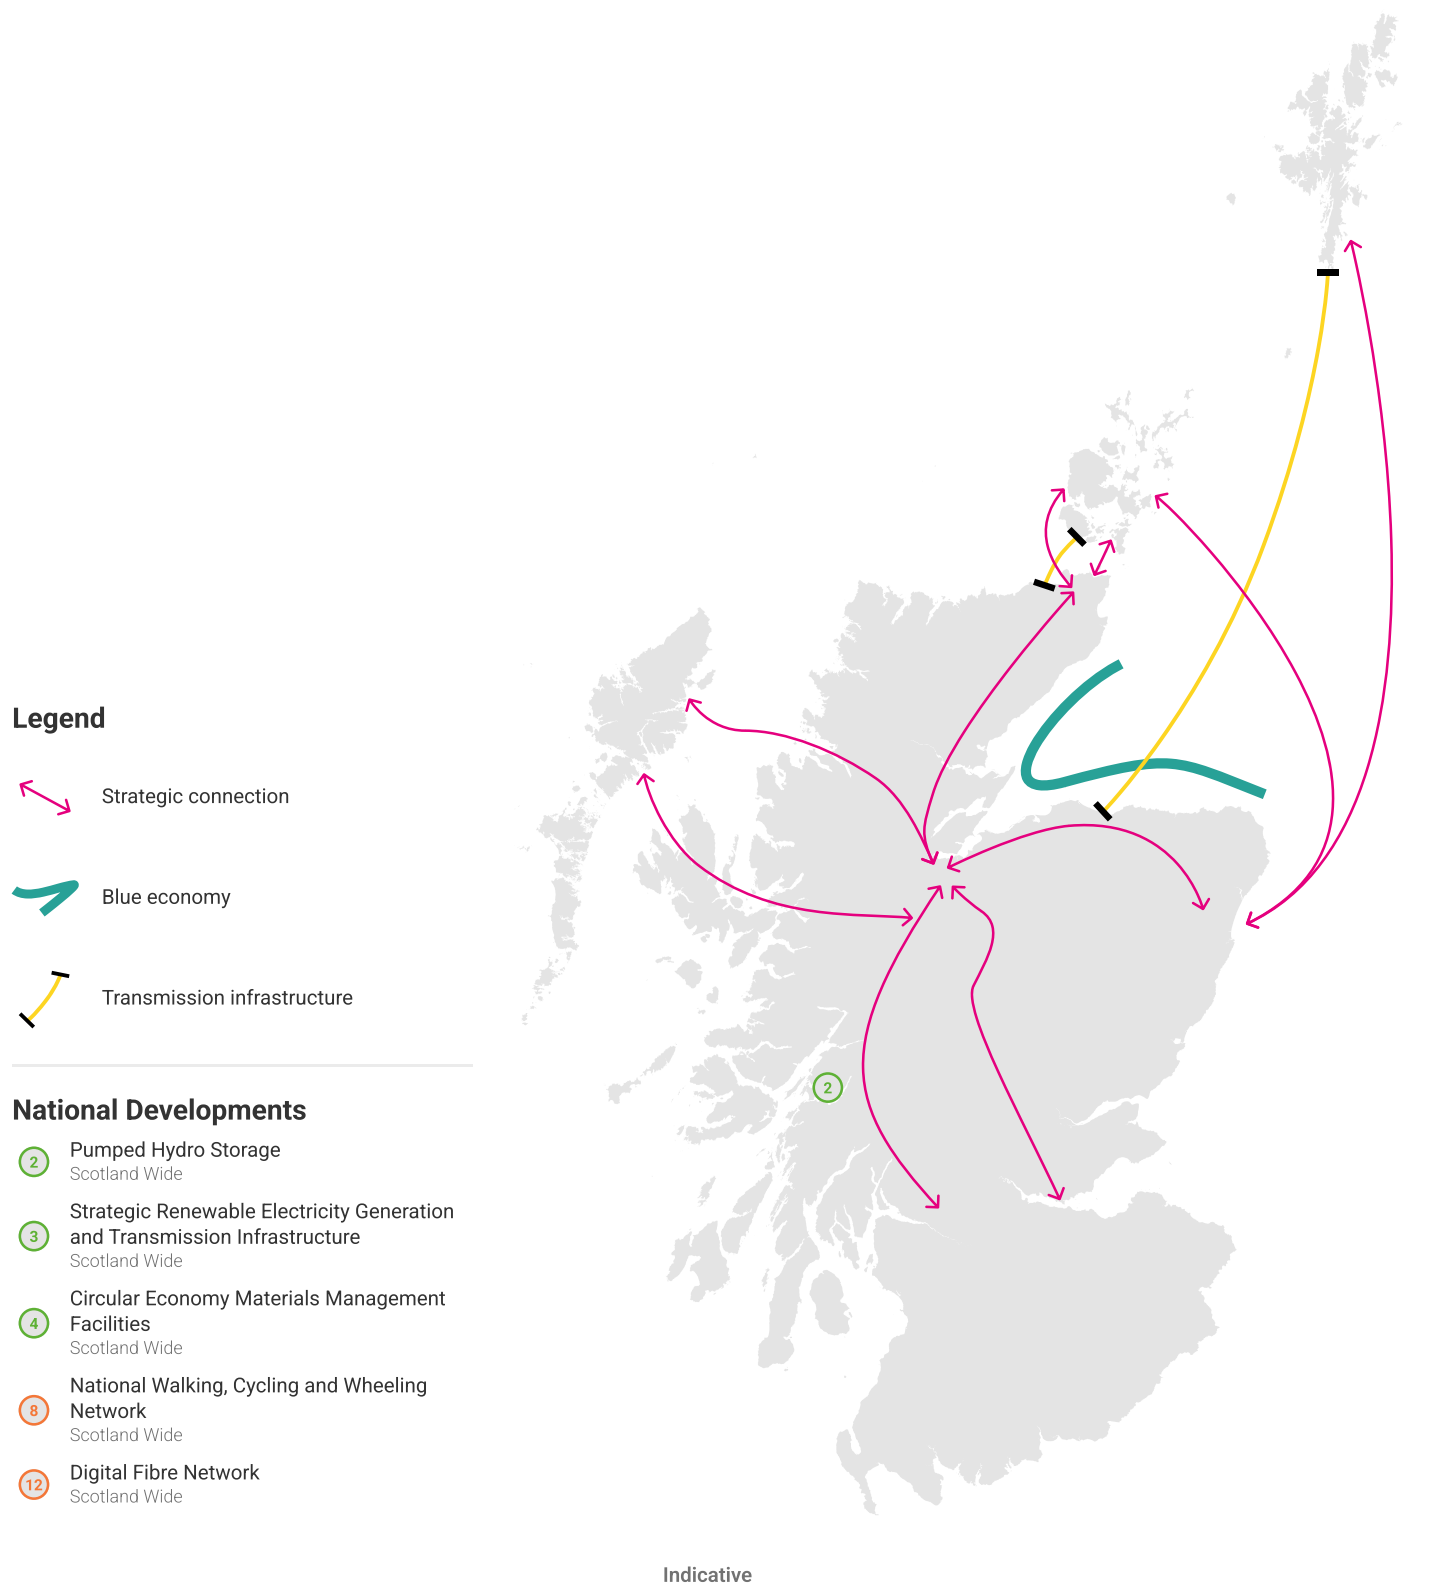 Legend
Strategic connection
Blue economy
Transmission infrastructure
National Developments
2
Pumped Hydro Storage
Scotland Wide
3
Strategic Renewable Electricity Generation
and Transmission Infrastructure
Scotland Wide
4
Circular Economy Materials Management
Facilities
Scotland Wide
8
National Walking, Cycling and Wheeling
Network
Scotland Wide
12
Digital Fibre Network
Scotland Wide
2
Indicative